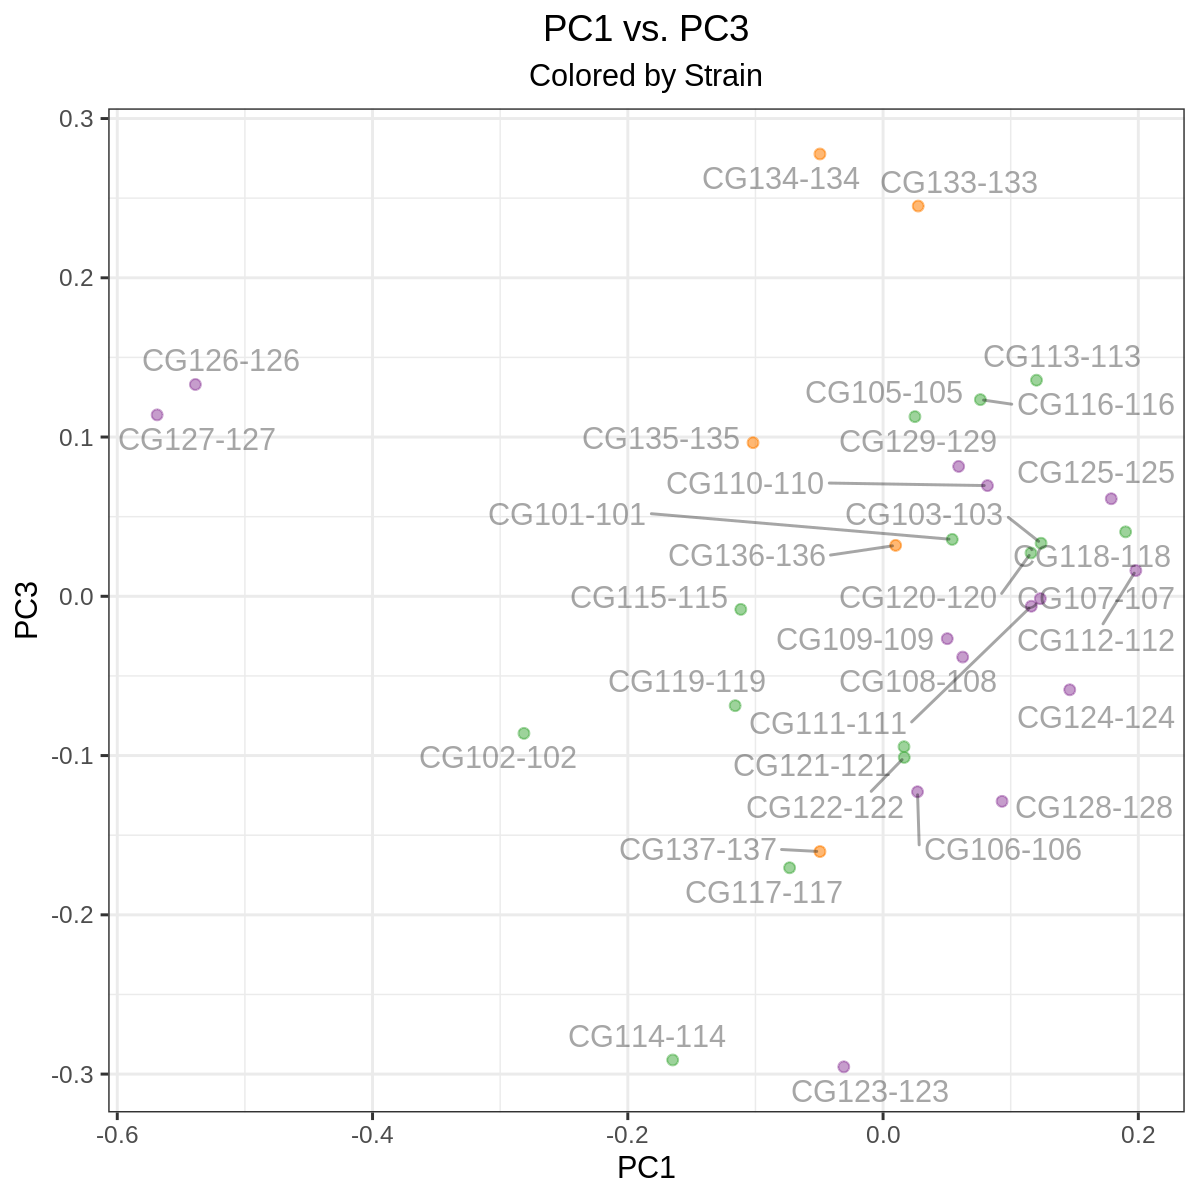 PC1 vs. PC3
Colored by Strain
0.3
CG134-134
CG133-133
0.2
CG126-126
CG113-113
CG105-105
CG116-116
0.1
CG127-127
CG135-135
CG129-129
CG125-125
CG110-110
CG101-101
CG103-103
CG136-136
CG118-118
0.0
CG115-115
CG120-120
CG107-107
PC3
CG109-109
CG112-112
CG119-119
CG108-108
CG111-111
CG124-124
-0.1
CG102-102
CG121-121
CG122-122
CG128-128
CG137-137
CG106-106
CG117-117
-0.2
CG114-114
-0.3
CG123-123
-0.6
-0.4
-0.2
0.0
0.2
PC1